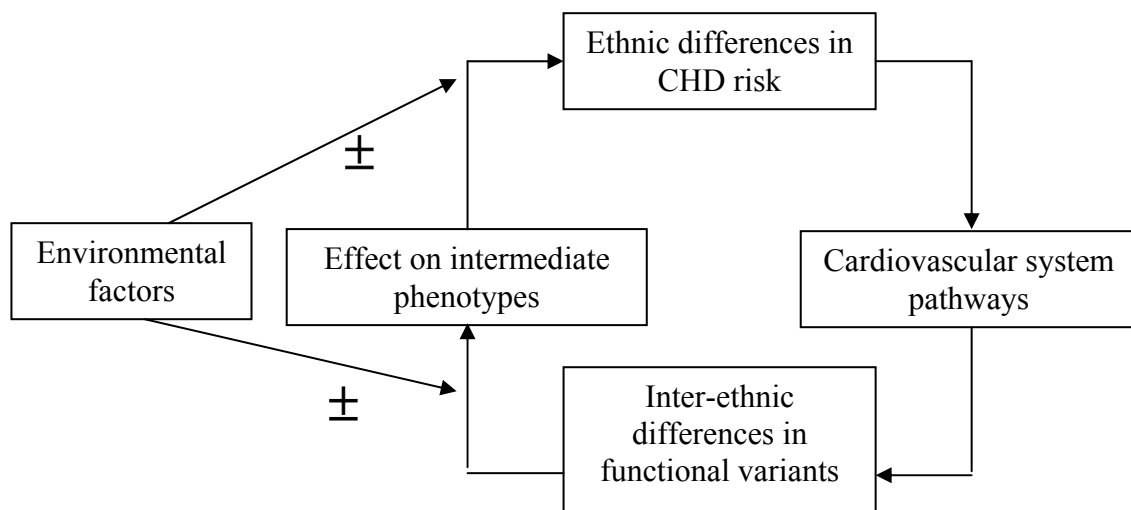 Ethnic differences in
CHD risk
±
Environmental
factors
Effect on intermediate
phenotypes
Cardiovascular system
pathways
±
Inter-ethnic
differences in
functional variants